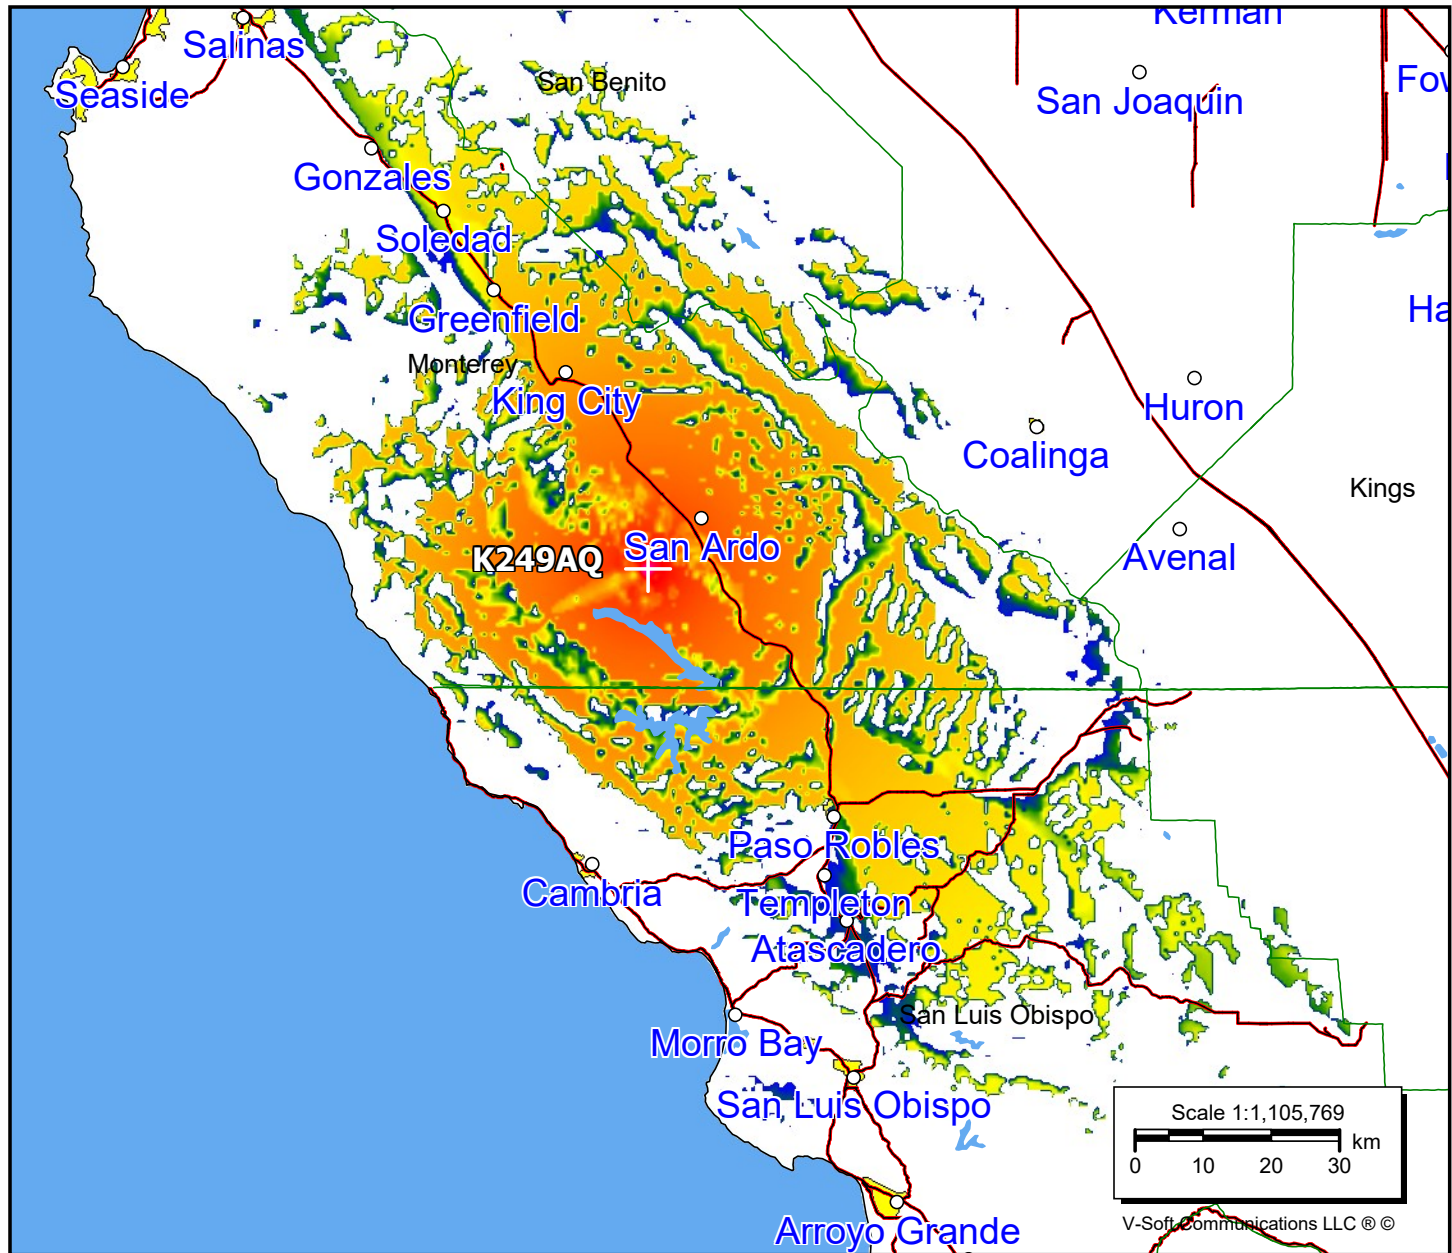 Kerman
Salinas
San Benito
Fow
Seaside
San Joaquin
Gonzales
Soledad
Greenfield
Ha
Monterey
King City
Huron
Coalinga
Kings
San Ardo
K249AQ
Avenal
Paso Robles
Cambria
Templeton
Atascadero
San Luis Obispo
Morro Bay
San Luis Obispo
Scale 1:1,105,769
km
0 10 20 30
V-Soft Communications LLC ® ©
Arroyo Grande